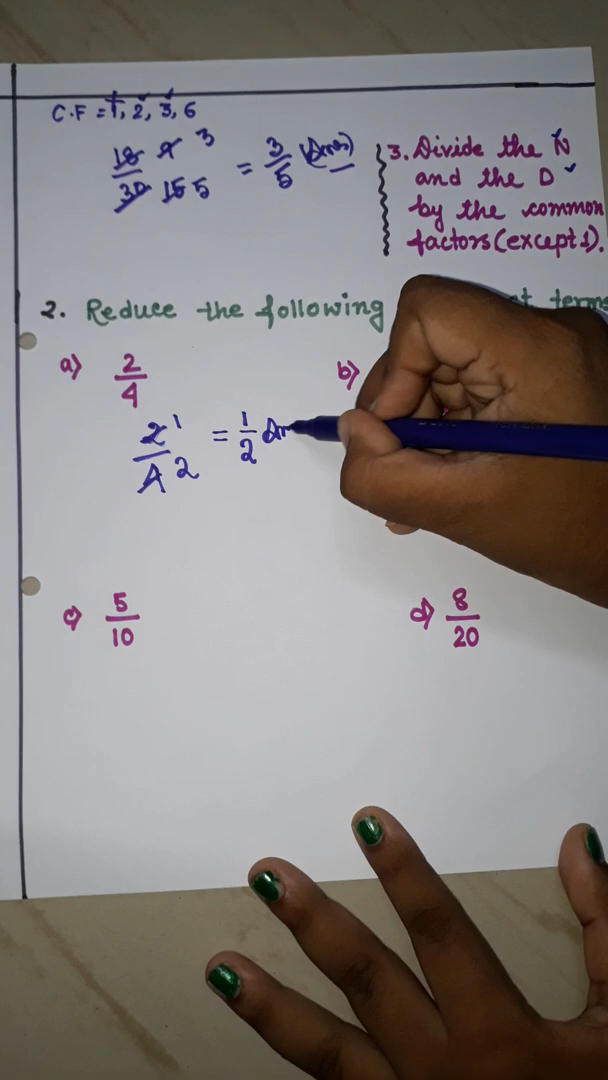 C.F = 1, 2, 3, 6
18 9 3
30 15 5
= 3/5 (Ans)
3. Divide the N
and the D
by the common
factors (except 1).
2. Reduce the following
terms
a) 2/4
b)
2 1
4 2
= 1/2
c) 5/10
d) 8/20